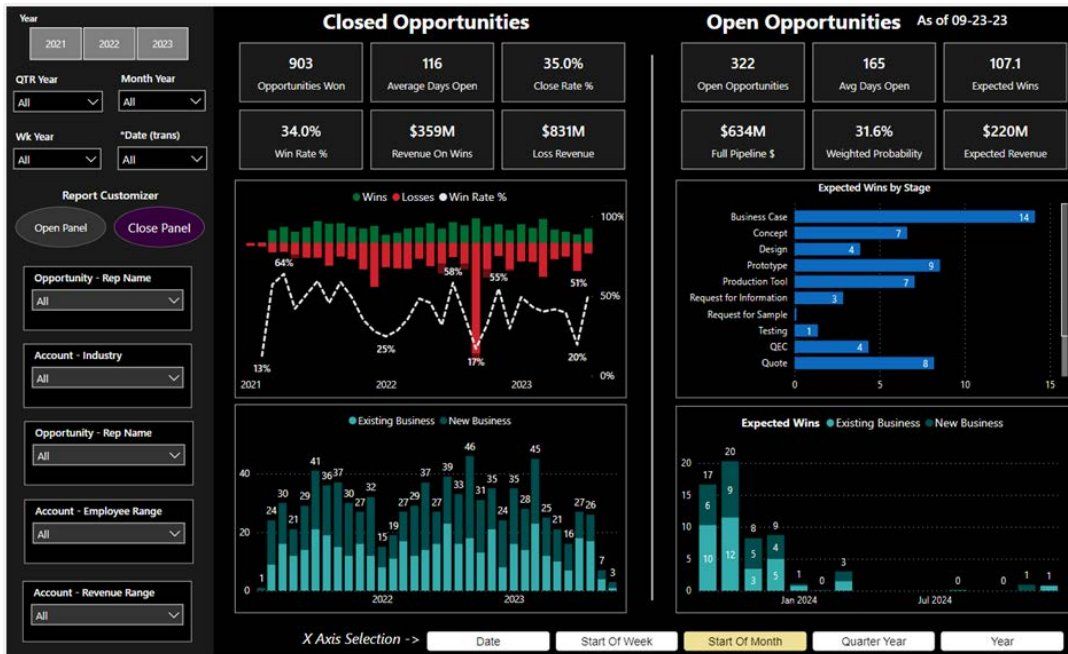 Year
2021 2022 2023
QTR Year Month Year
All All
Wk Year *Date (trans)
All All
Report Customizer
Open Panel Close Panel
Opportunity - Rep Name
All
Account - Industry
All
Opportunity - Rep Name
All
Account - Employee Range
All
Account - Revenue Range
All
Closed Opportunities
903 116 35.0%
Opportunities Won Average Days Open Close Rate %
34.0% $359M $831M
Win Rate % Revenue On Wins Loss Revenue
Wins Losses Win Rate %
100%
64% 58% 55% 51%
50%
13% 25% 17% 20%
0%
2021 2022 2023
Existing Business New Business
40
20
0
1 24 30 21 29 41 36 37 30 27 32 15 19 27 29 37 27 39 33 46 31 35 24 35 28 45 25 21 16 27 26 7 3
2022 2023
Open Opportunities As of 09-23-23
322 165 107.1
Open Opportunities Avg Days Open Expected Wins
$634M 31.6% $220M
Full Pipeline $ Weighted Probability Expected Revenue
Expected Wins by Stage
Business Case 14
Concept 7
Design 4
Prototype 9
Production Tool 7
Request for Information 3
Request for Sample
Testing 1
QEC 4
Quote 8
0 5 10 15
Expected Wins Existing Business New Business
20
15
10
5
0
17 20 8 9 1 0 3 0 0 1 1
6 9 5 4
10 12 3 5
Jan 2024 Jul 2024
X Axis Selection -> Date Start Of Week Start Of Month Quarter Year Year